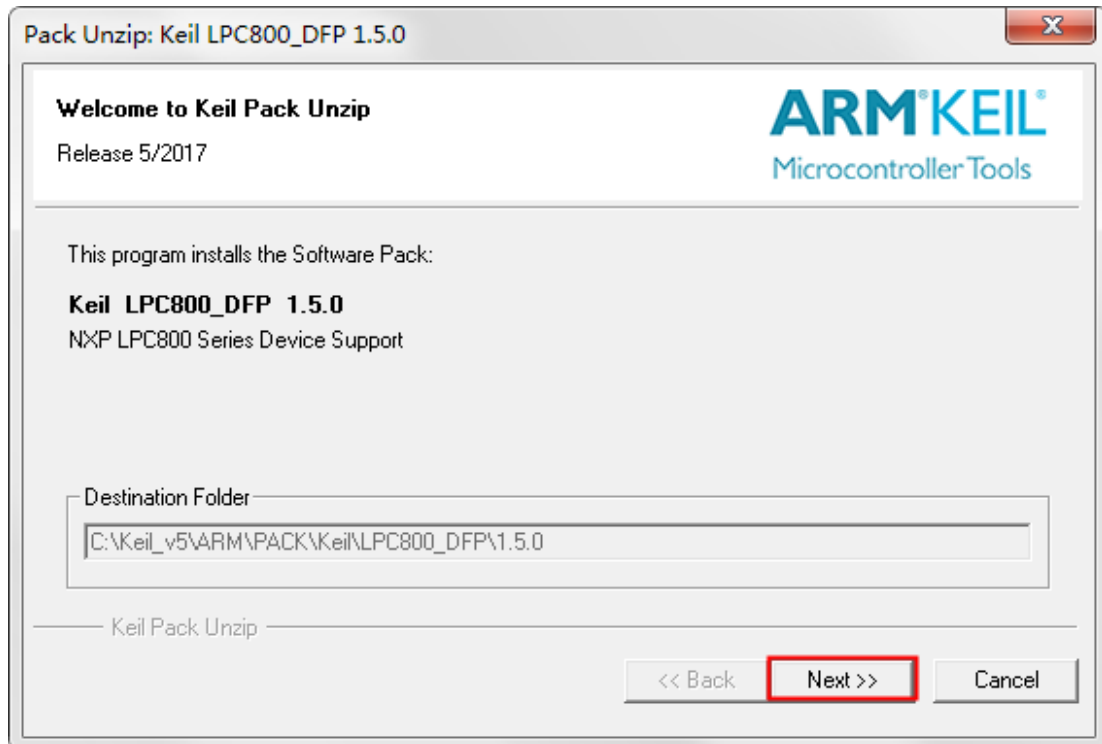 Pack Unzip: Keil LPC800_DFP 1.5.0
X
Welcome to Keil Pack Unzip
Release 5/2017
ARM®KEIL®
Microcontroller Tools
This program installs the Software Pack:
Keil LPC800_DFP 1.5.0
NXP LPC800 Series Device Support
Destination Folder
C:\Keil_v5\ARM\PACK\Keil\LPC800_DFP\1.5.0
Keil Pack Unzip
<< Back
Next >>
Cancel